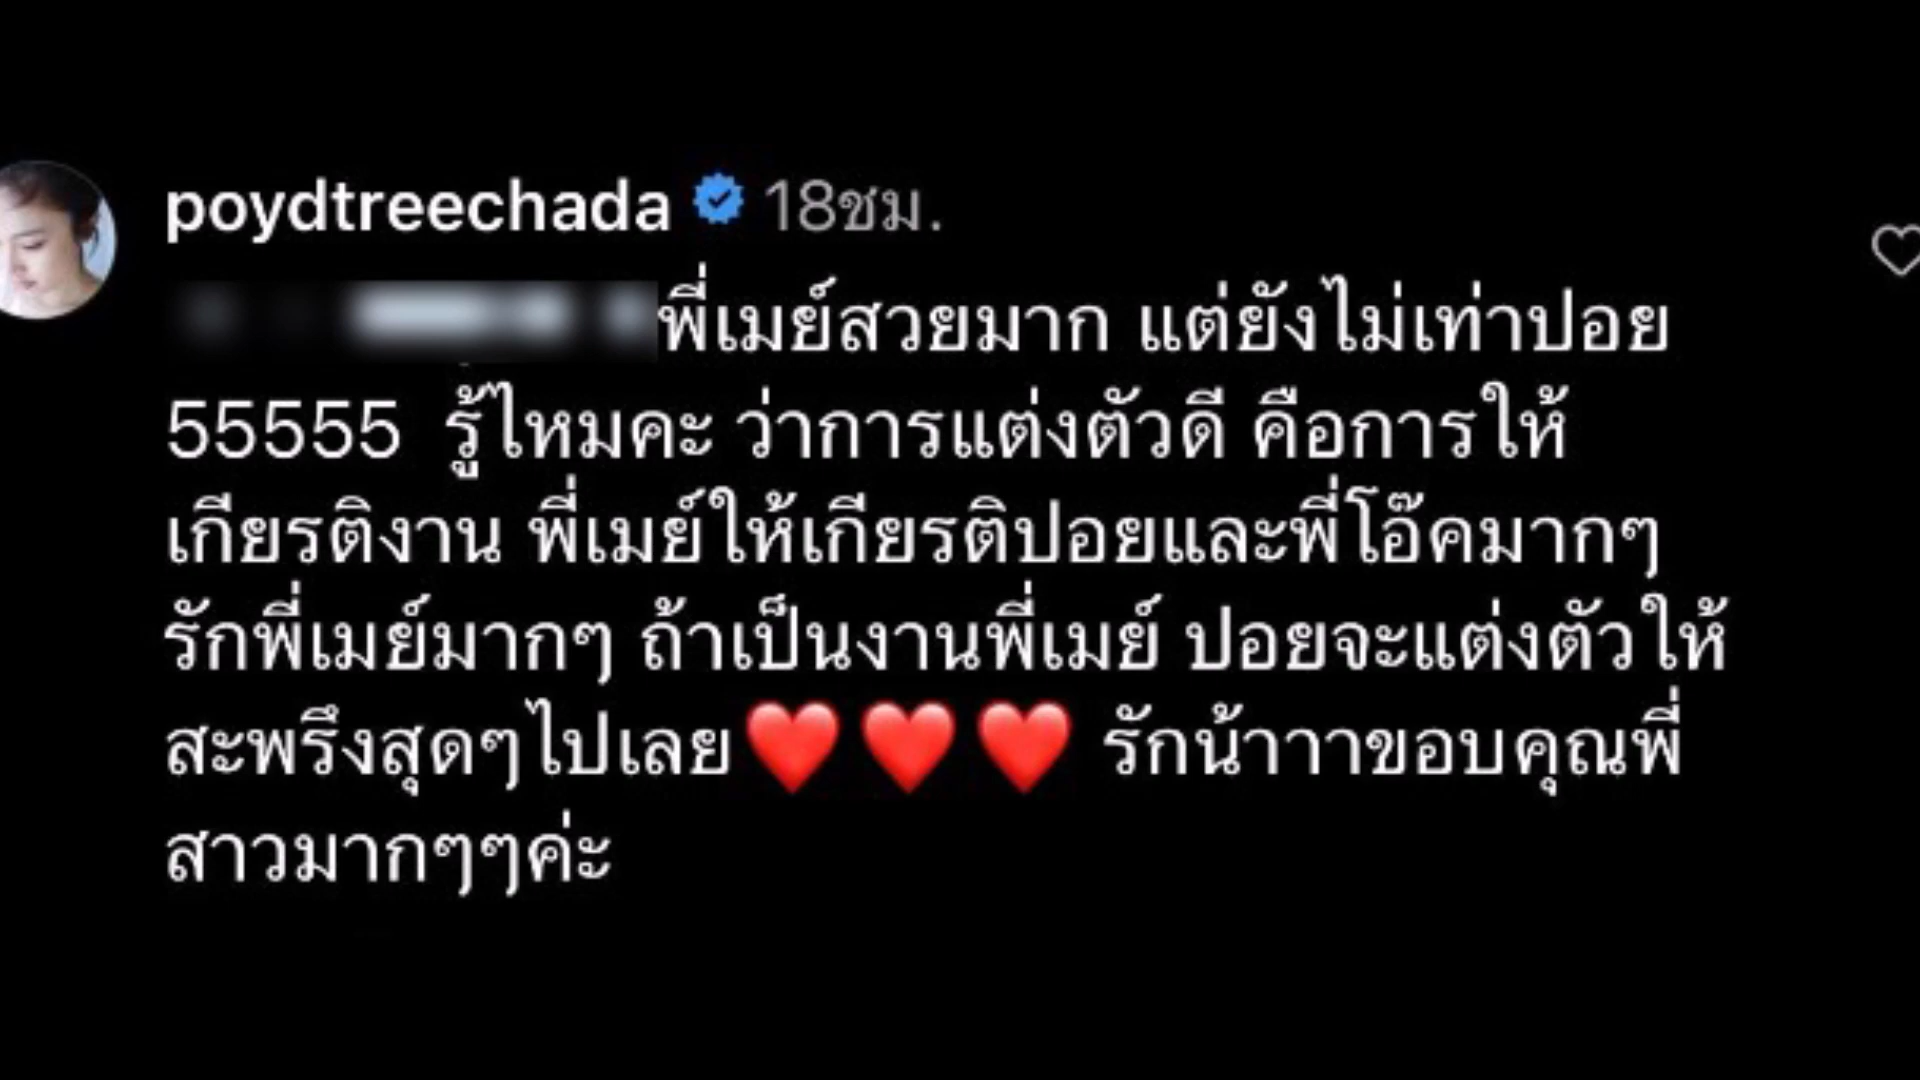 poydtreechada 18ชม.
พี่เมย์สวยมาก แต่ยังไม่เท่าปอย
55555 รู้ไหมคะ ว่าการแต่งตัวดี คือการให้
เกียรติงาน พี่เมย์ให้เกียรติปอยและพี่โอ๊คมากๆ
รักพี่เมย์มากๆ ถ้าเป็นงานพี่เมย์ ปอยจะแต่งตัวให้
สะพรึงสุดๆไปเลย❤️❤️❤️ รักน้าาาขอบคุณพี่
สาวมากๆๆค่ะ